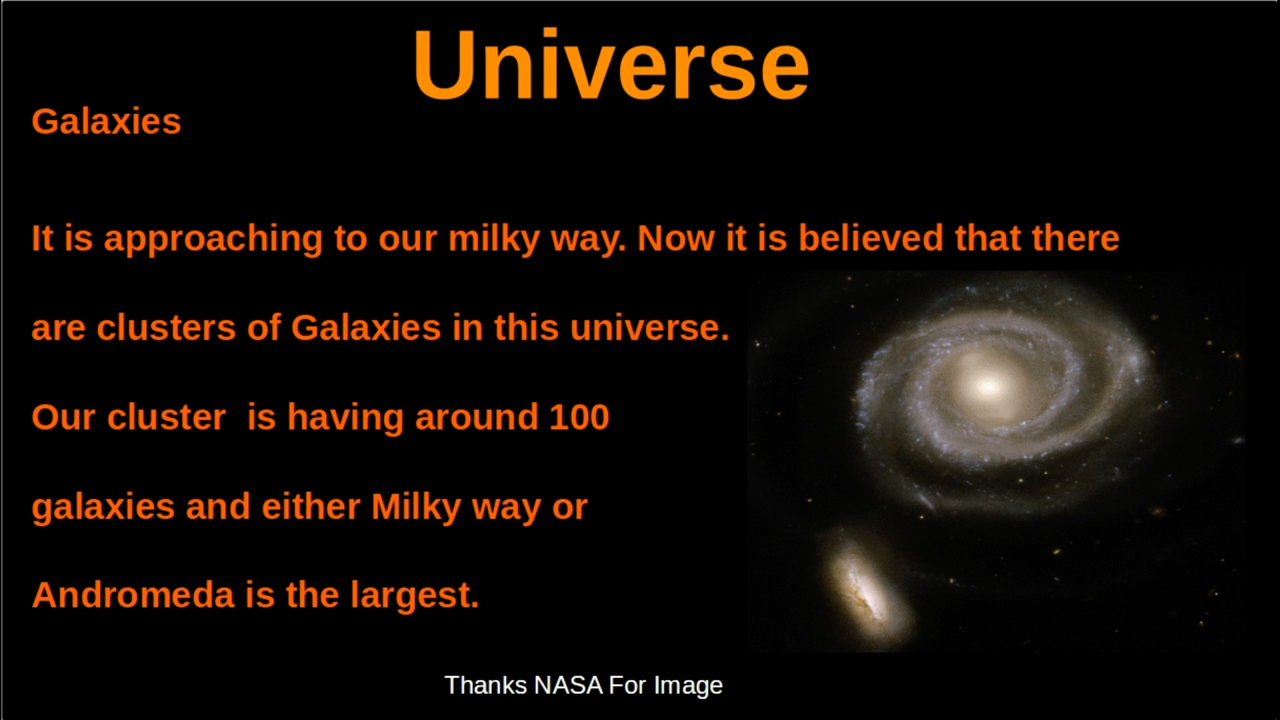 Universe
Galaxies
It is approaching to our milky way. Now it is believed that there
are clusters of Galaxies in this universe.
Our cluster  is having around 100
galaxies and either Milky way or
Andromeda is the largest.
Thanks NASA For Image